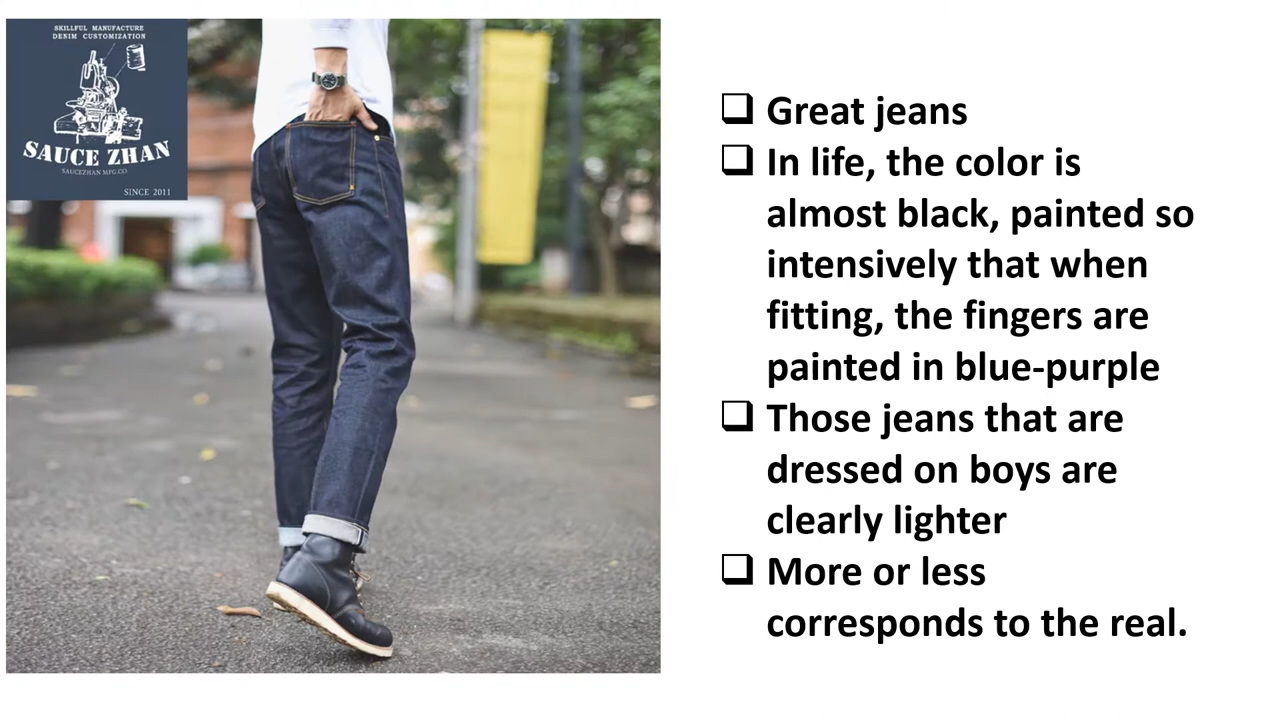 SKILLFUL MANUFACTURE
DENIM CUSTOMIZATION
SAUCE ZHAN
SAUCEZHAN MFG.CO
SINCE 2011
Great jeans
In life, the color is
almost black, painted so
intensively that when
fitting, the fingers are
painted in blue-purple
Those jeans that are
dressed on boys are
clearly lighter
More or less
corresponds to the real.